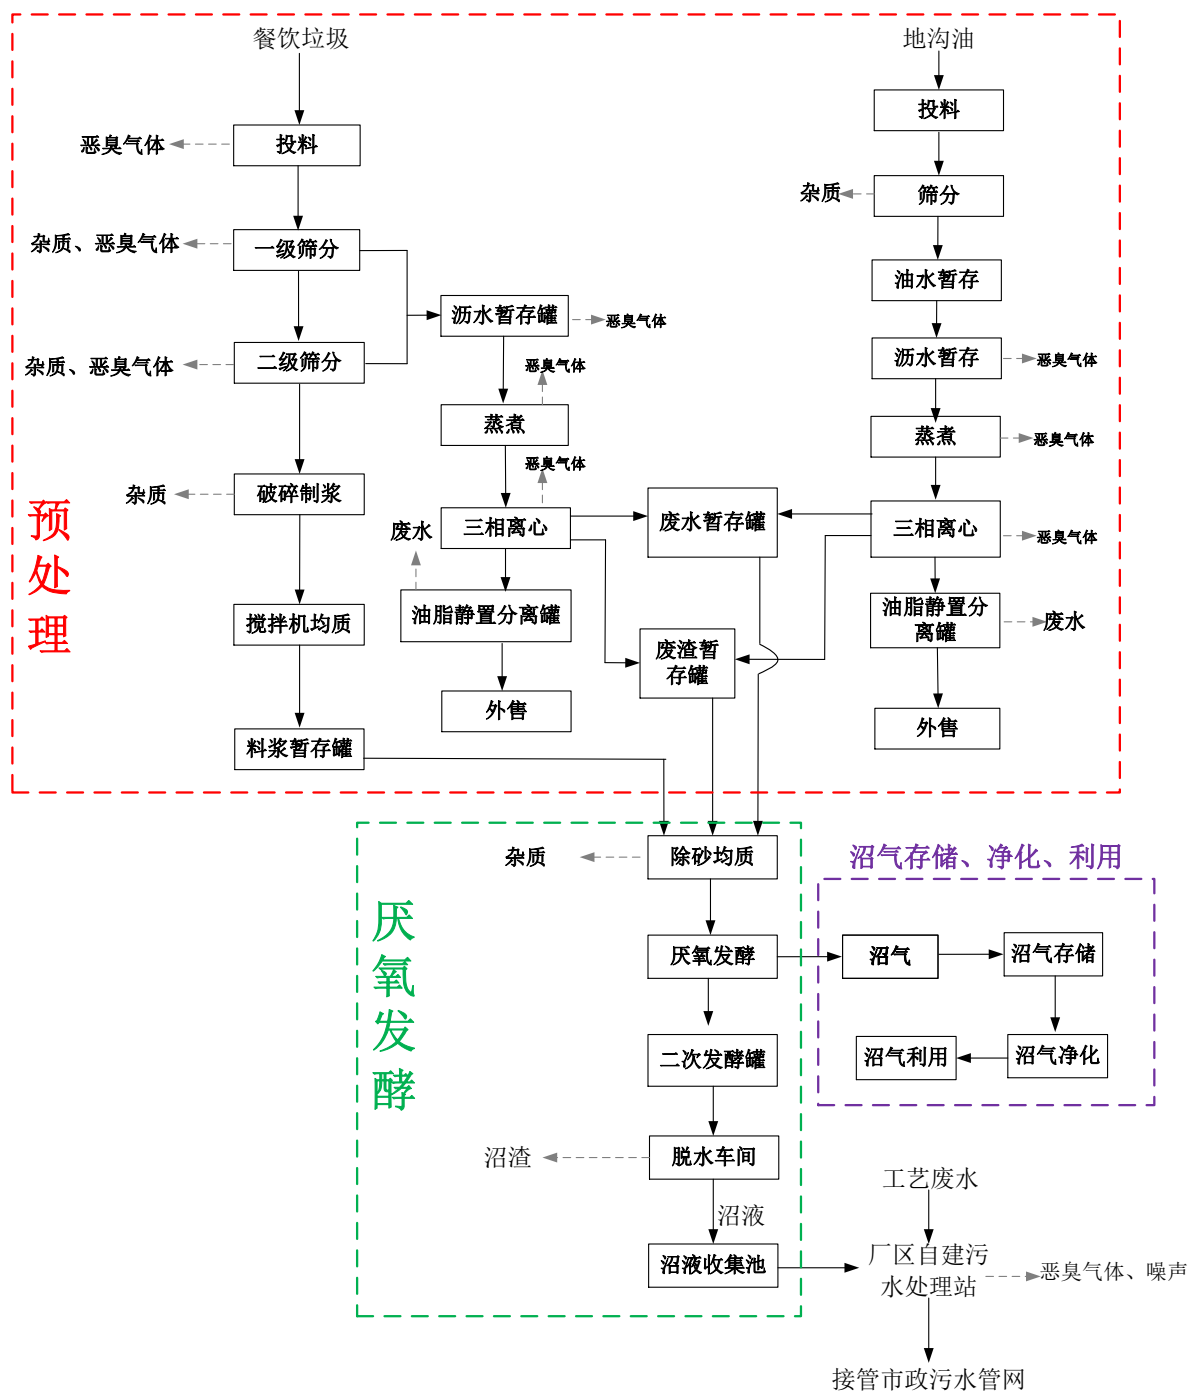 餐饮垃圾
地沟油
投料
恶臭气体
投料
筛分
杂质
一级筛分
杂质、恶臭气体
油水暂存
沥水暂存罐
恶臭气体
二级筛分
杂质、恶臭气体
沥水暂存
恶臭气体
恶臭气体
蒸煮
蒸煮
恶臭气体
恶臭气体
破碎制浆
杂质
三相离心
废水
废水暂存罐
三相离心
恶臭气体
预
处
理
搅拌机均质
油脂静置分离罐
油脂静置分
离罐
废水
废渣暂
存罐
外售
外售
料浆暂存罐
除砂均质
杂质
沼气存储、净化、利用
厌
氧
发
酵
厌氧发酵
沼气
沼气存储
二次发酵罐
沼气利用
沼气净化
脱水车间
沼渣
沼液
工艺废水
沼液收集池
厂区自建污
水处理站
恶臭气体、噪声
接管市政污水管网